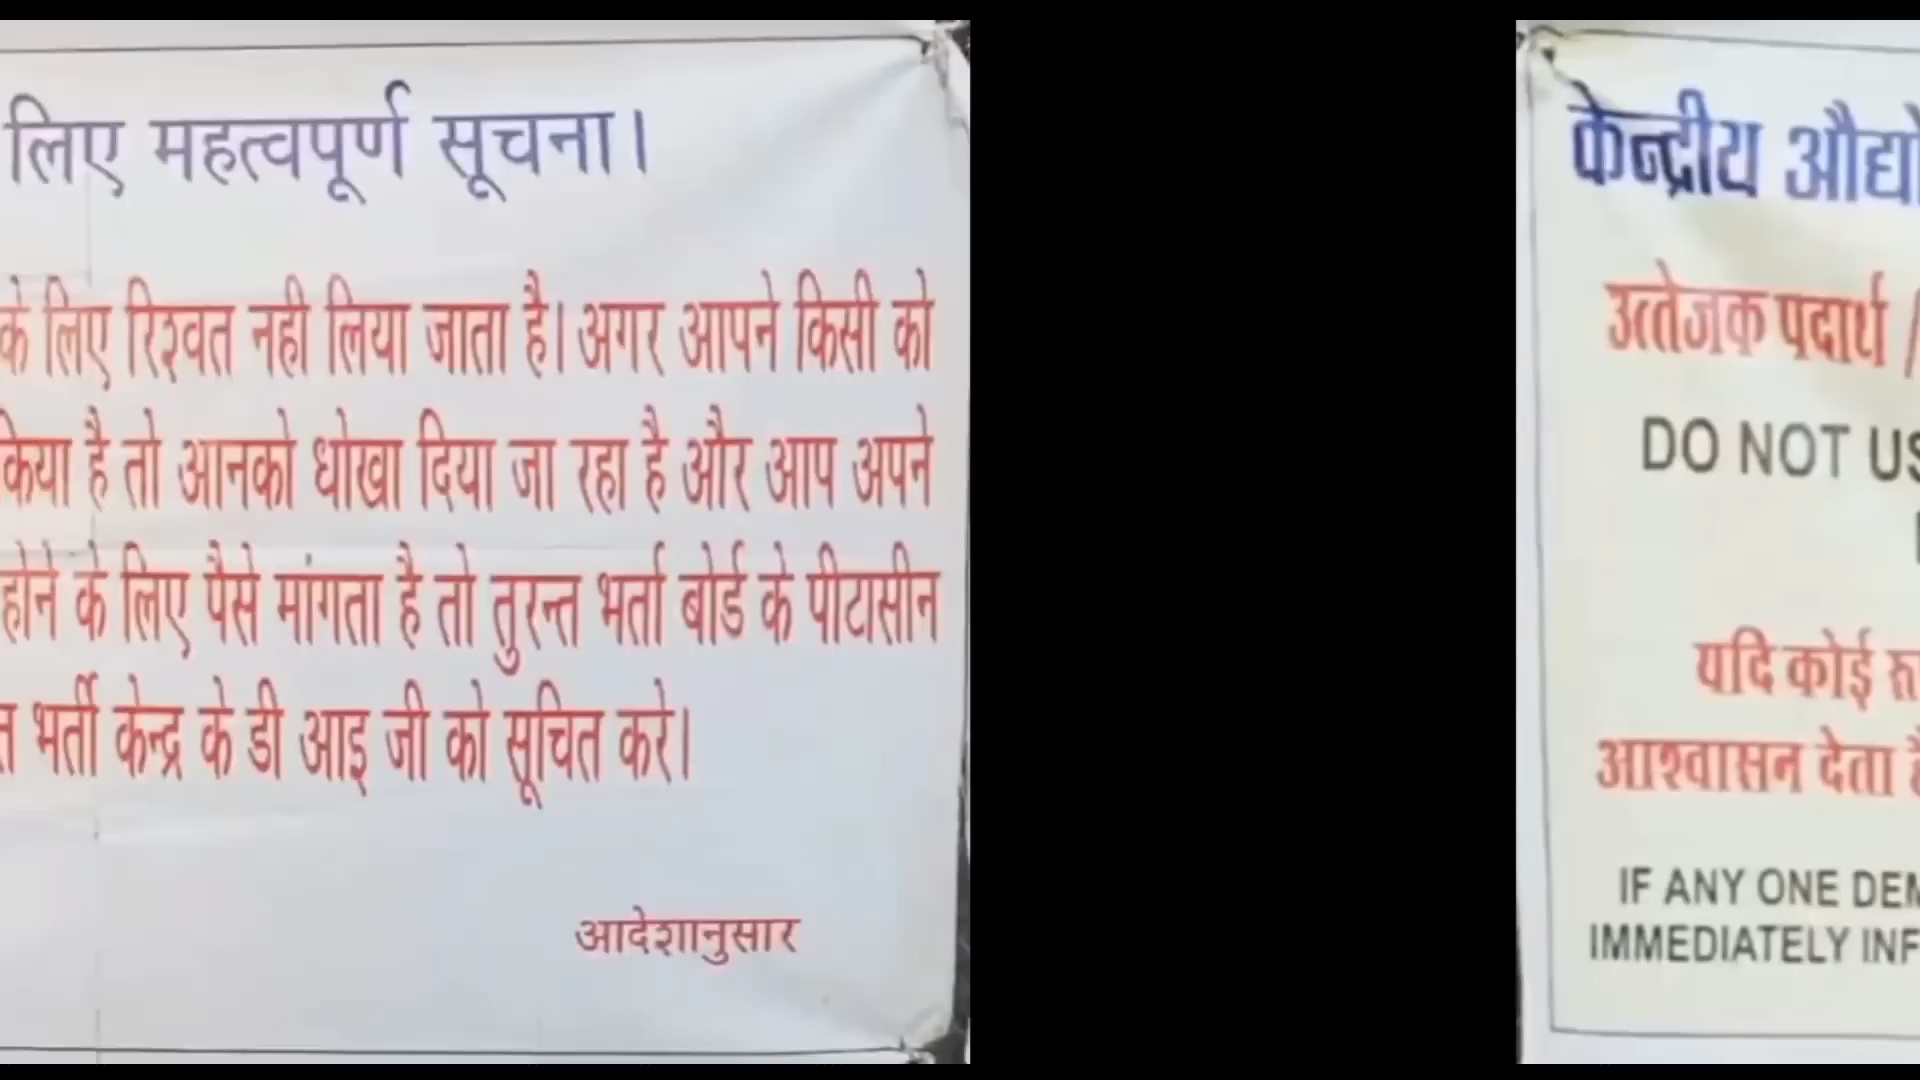 लिए महत्वपूर्ण सूचना।
के लिए रिश्वत नही लिया जाता है। अगर आपने किसी को
किया है तो आनको धोखा दिया जा रहा है और आप अपने
होने के लिए पैसे मांगता है तो तुरन्त भर्ता बोर्ड के पीटासीन
भर्ती केन्द्र के डी आइ जी को सूचित करे।
आदेशानुसार
केन्द्रीय औद्यो
उत्तेजक पदार्थ /
DO NOT US
यदि कोई रू
आश्वासन देता है
IF ANY ONE DEM
IMMEDIATELY INF